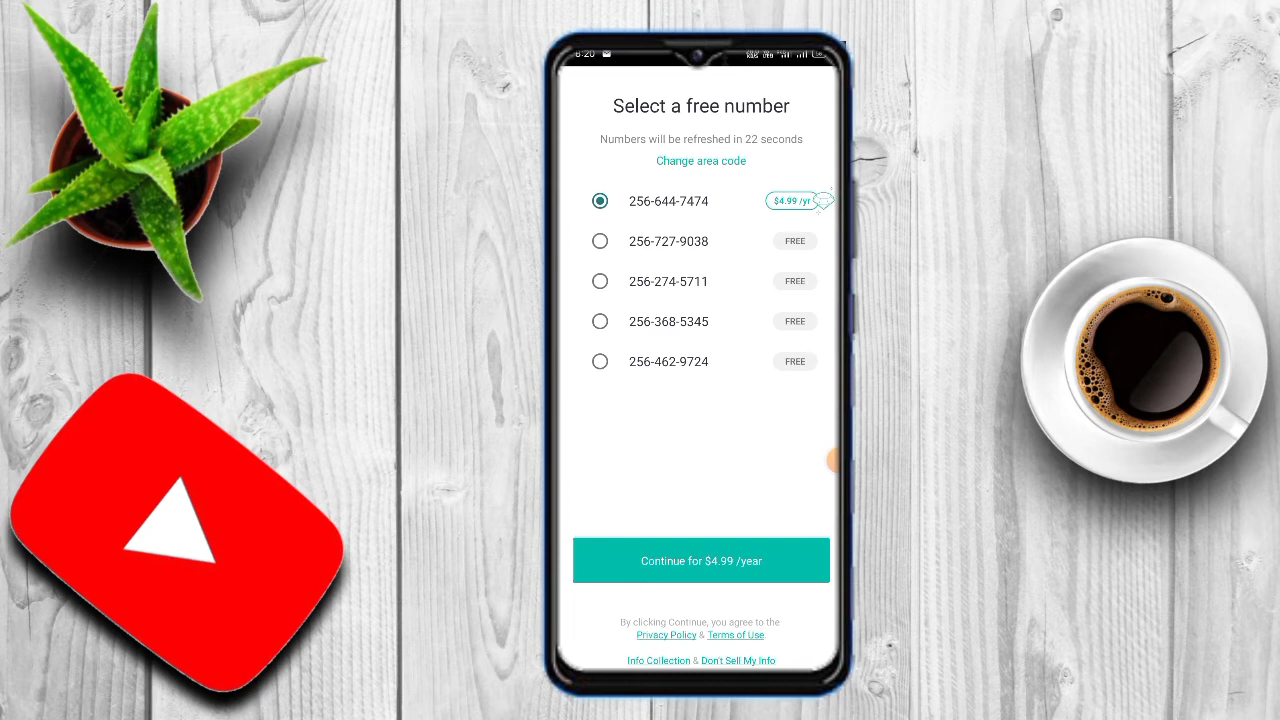 8:20
Select a free number
Numbers will be refreshed in 22 seconds
Change area code
256-644-7474 $4.99 /yr
256-727-9038 FREE
256-274-5711 FREE
256-368-5345 FREE
256-462-9724 FREE
Continue for $4.99 /year
By clicking Continue, you agree to the
Privacy Policy & Terms of Use
Info Collection & Don't Sell My Info